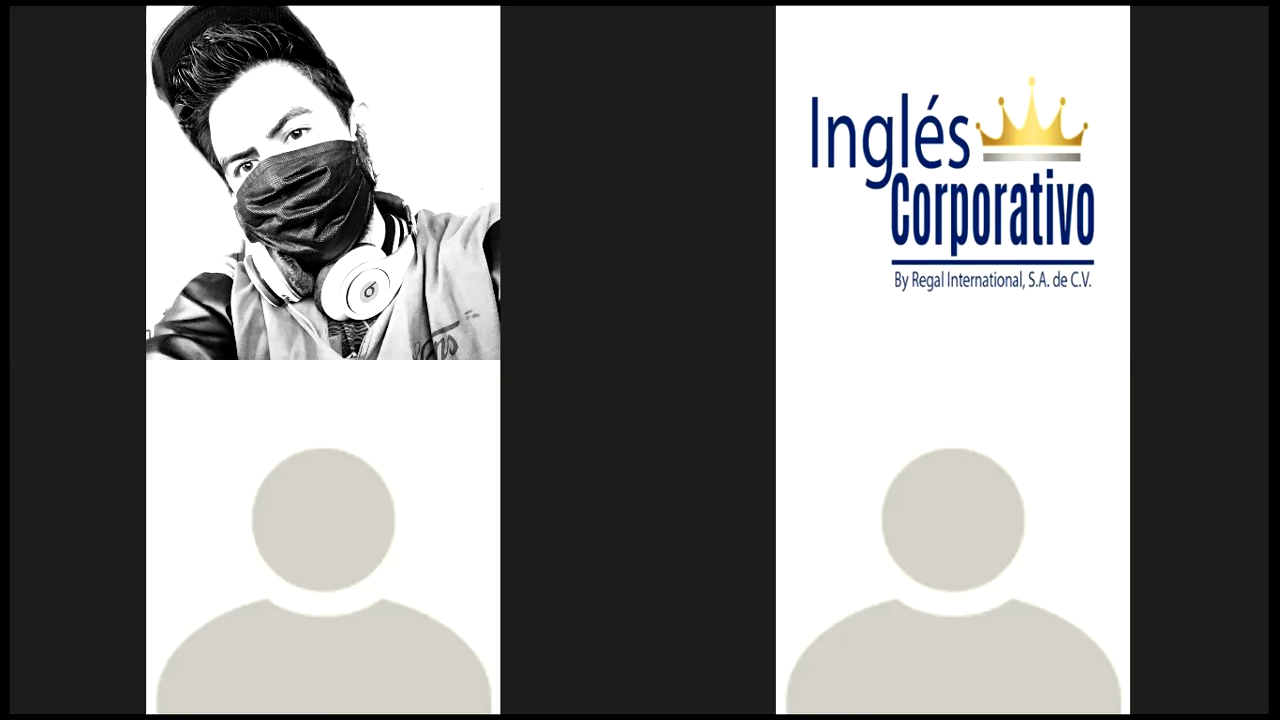 Inglés
Corporativo
By Regal International, S.A. de C.V.